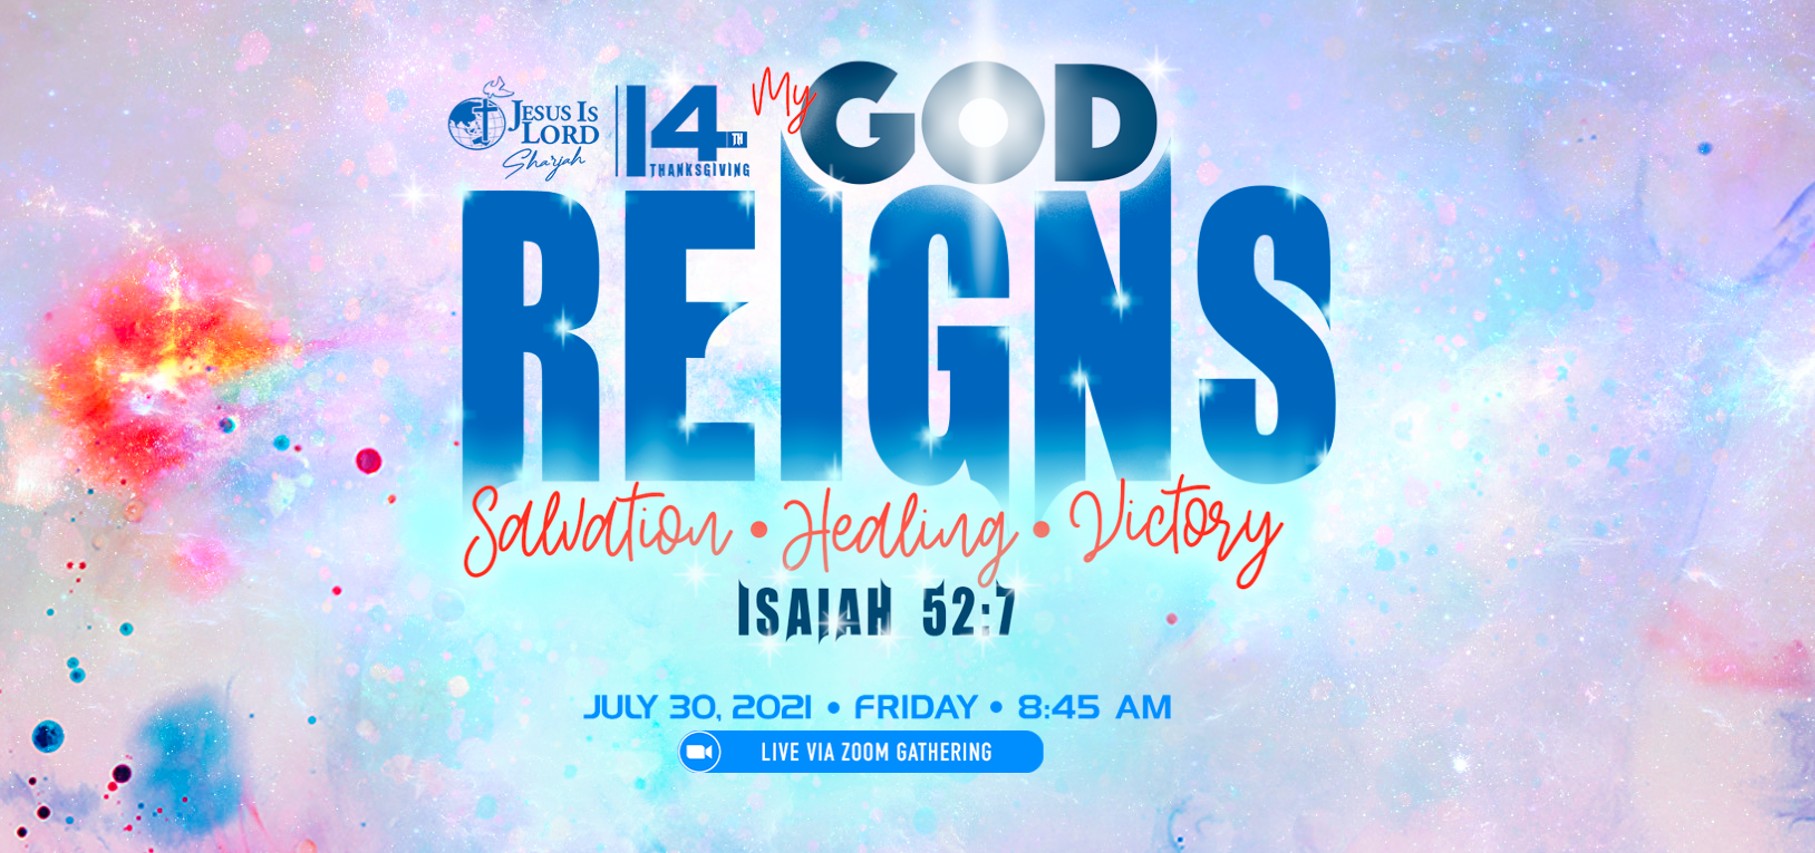 JESUS IS
LORD
Sharjah
14TH
THANKSGIVING
My GOD
REIGNS
Salvation • Healing • Victory
ISAIAH 52:7
JULY 30, 2021 • FRIDAY • 8:45 AM
LIVE VIA ZOOM GATHERING